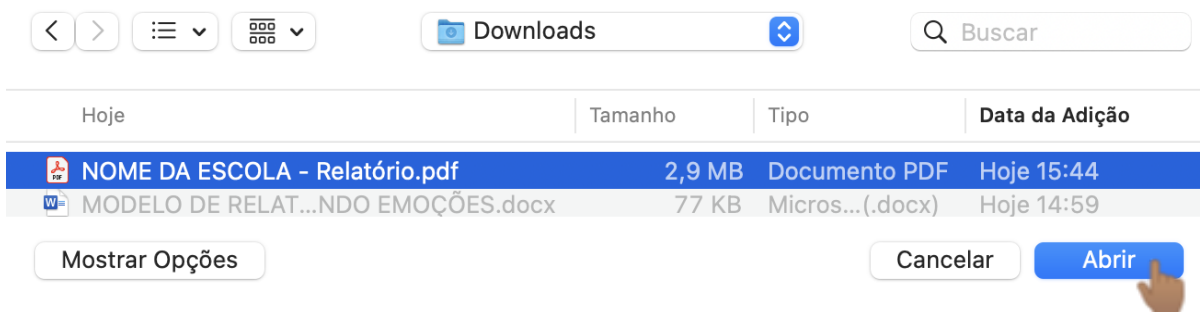 Downloads
Buscar
Hoje Tamanho Tipo Data da Adição
NOME DA ESCOLA - Relatório.pdf 2,9 MB Documento PDF Hoje 15:44
MODELO DE RELAT...NDO EMOÇÕES.docx 77 KB Micros...(.docx) Hoje 14:59
Mostrar Opções Cancelar Abrir